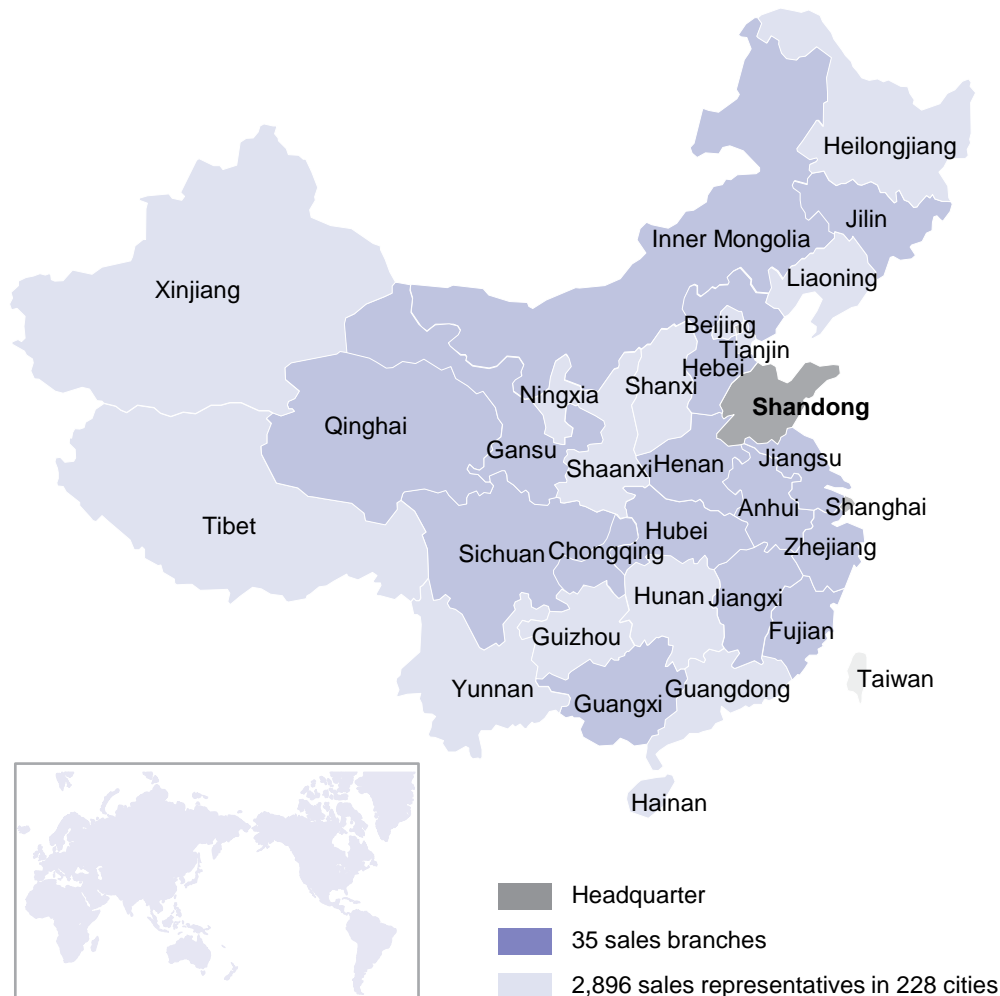 Heilongjiang
Jilin
Inner Mongolia
Liaoning
Xinjiang
Beijing
Tianjin
Hebei
Shanxi
Ningxia
Shandong
Qinghai
Gansu
Shaanxi
Henan
Jiangsu
Anhui
Shanghai
Tibet
Hubei
Sichuan
Chongqing
Zhejiang
Hunan
Jiangxi
Guizhou
Fujian
Yunnan
Guangxi
Guangdong
Taiwan
Hainan
Headquarter
35 sales branches
2,896 sales representatives in 228 cities